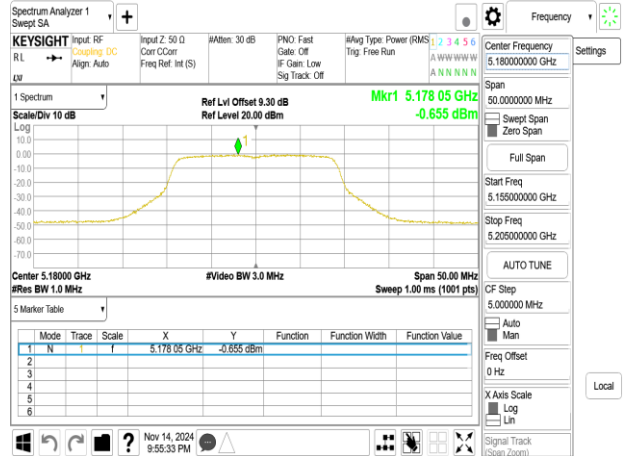 Spectrum Analyzer 1
Swept SA
+
Frequency
KEYSIGHT
Input: RF
Coupling: DC
Align: Auto
Input Z: 50 Ω
Corr CCorr
Freq Ref: Int (S)
#Atten: 30 dB
PNO: Fast
Gate: Off
IF Gain: Low
Sig Track: Off
#Avg Type: Power (RMS
Trig: Free Run
1 2 3 4 5 6
A W W W W W
A N N N N N
RL
LXI
Center Frequency
5.180000000 GHz
Settings
Span
50.0000000 MHz
Swept Span
Zero Span
Full Span
Start Freq
5.155000000 GHz
Stop Freq
5.205000000 GHz
AUTO TUNE
CF Step
5.000000 MHz
Auto
Man
Freq Offset
0 Hz
X Axis Scale
Log
Lin
Signal Track
(Span Zoom)
Local
1 Spectrum
Scale/Div 10 dB
Ref Lvl Offset 9.30 dB
Ref Level 20.00 dBm
Mkr1 5.178 05 GHz
-0.655 dBm
Log
10.0
0.00
-10.0
-20.0
-30.0
-40.0
-50.0
-60.0
-70.0
1
Center 5.18000 GHz
#Res BW 1.0 MHz
#Video BW 3.0 MHz
Span 50.00 MHz
Sweep 1.00 ms (1001 pts)
5 Marker Table
Mode Trace Scale X Y Function Function Width Function Value
1 N 1 f 5.178 05 GHz -0.655 dBm
2
3
4
5
6
?
Nov 14, 2024
9:55:33 PM